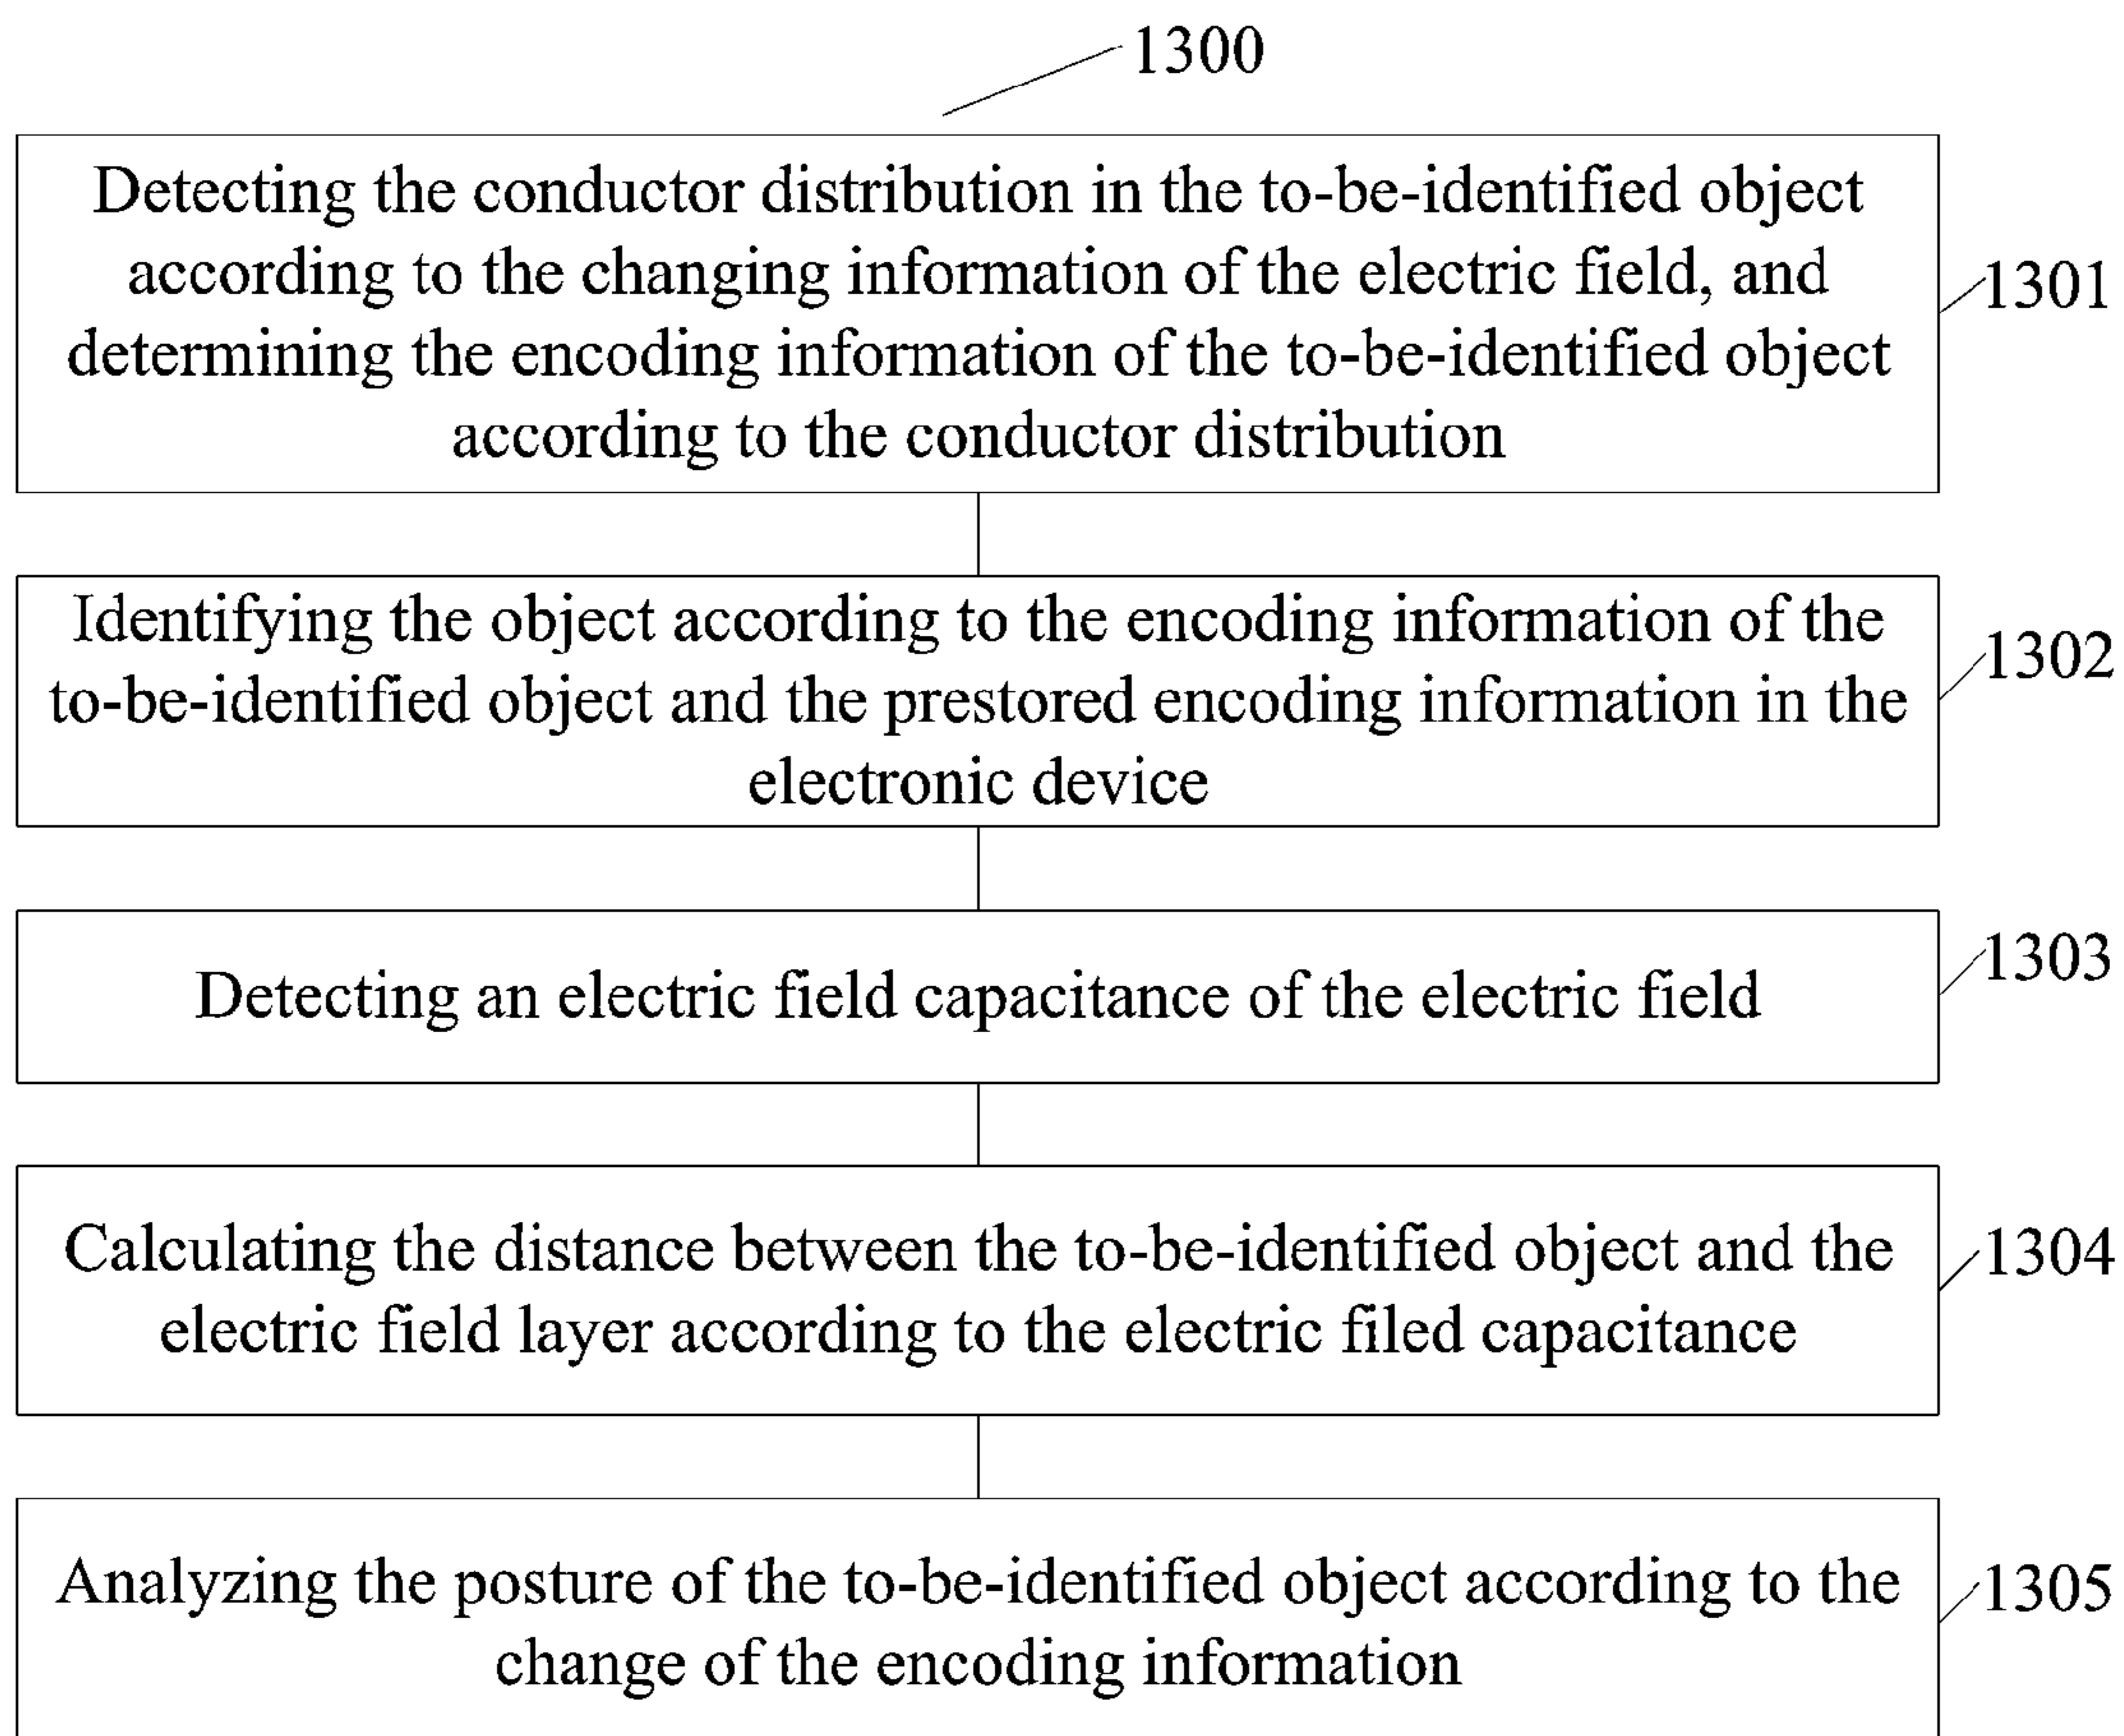 1300
Detecting the conductor distribution in the to-be-identified object
according to the changing information of the electric field, and
determining the encoding information of the to-be-identified object
according to the conductor distribution
1301
Identifying the object according to the encoding information of the
to-be-identified object and the prestored encoding information in the
electronic device
1302
Detecting an electric field capacitance of the electric field
1303
Calculating the distance between the to-be-identified object and the
electric field layer according to the electric filed capacitance
1304
Analyzing the posture of the to-be-identified object according to the
change of the encoding information
1305